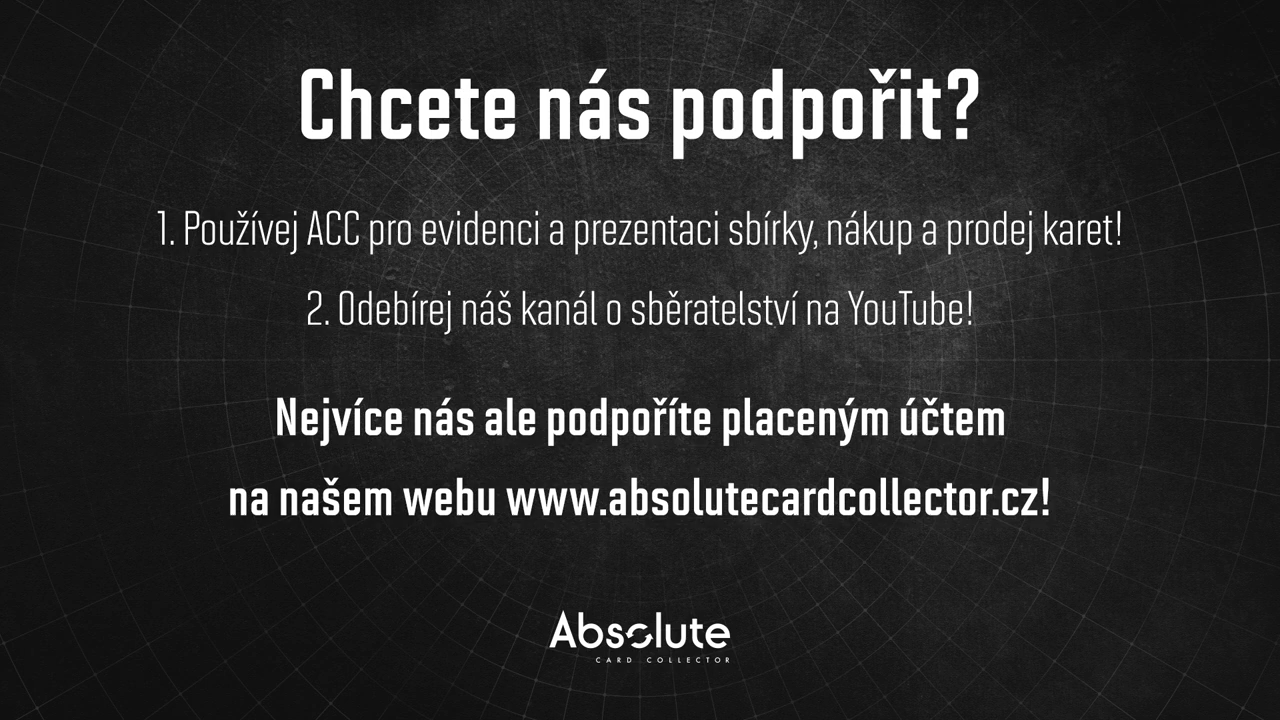 Chcete nás podpořit?
1. Používej ACC pro evidenci a prezentaci sbírky, nákup a prodej karet!
2. Odebírej náš kanál o sběratelství na YouTube!
Nejvíce nás ale podpoříte placeným účtem
na našem webu www.absolutecardcollector.cz!
Absolute
CARD COLLECTOR